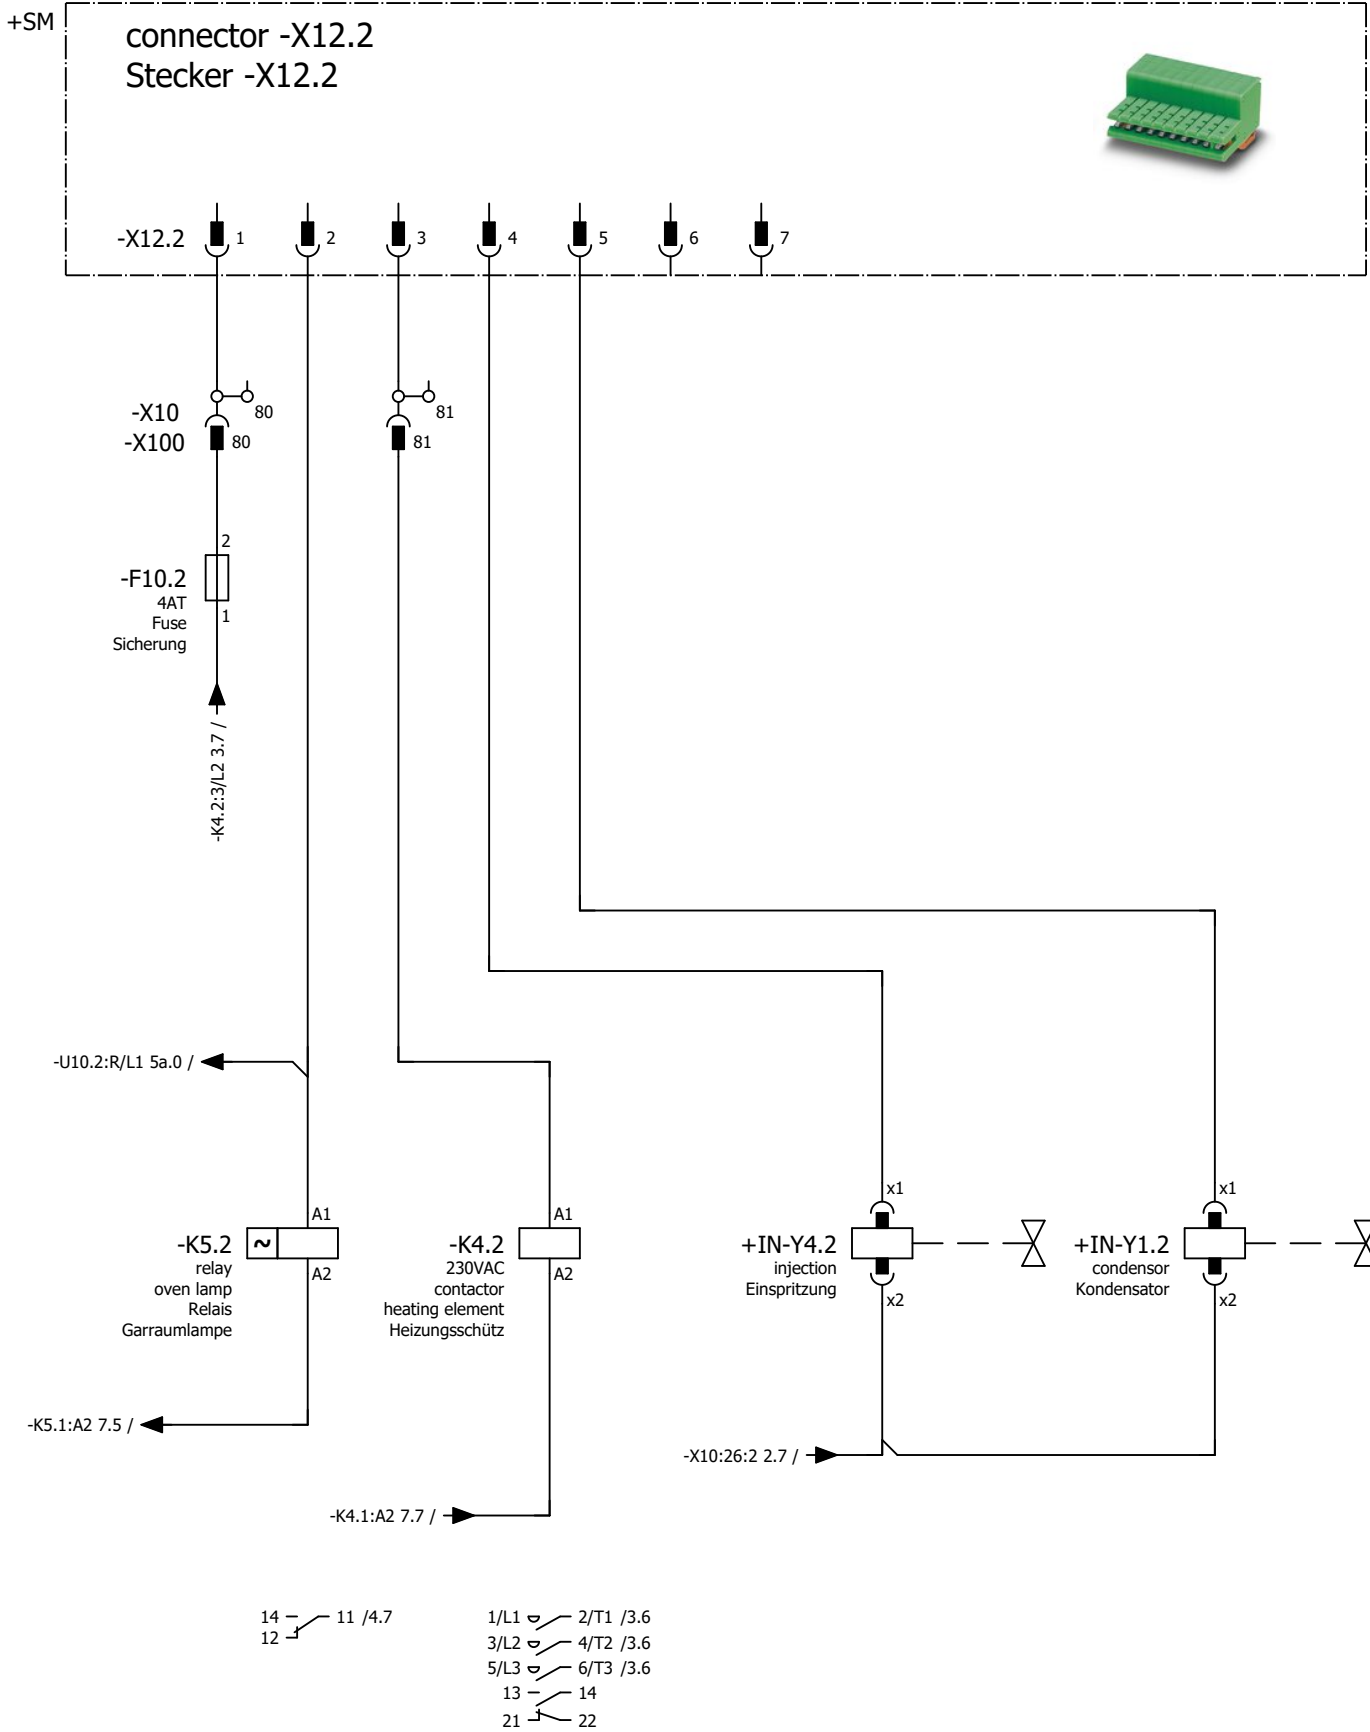 +SM
connector -X12.2
Stecker -X12.2
-X12.2 1 2 3 4 5 6 7
-X10 80 81
-X100 80 81
2
-F10.2
4AT
Fuse
Sicherung
1
-K4.2:3/L2 3.7 /
-U10.2:R/L1 5a.0 /
x1 x1
A1 A1
-K5.2 ~ -K4.2 +IN-Y4.2 +IN-Y1.2
relay
oven lamp
Relais
Garraumlampe
A2
230VAC
contactor
heating element
Heizungsschütz
A2
injection
Einspritzung
x2
condensor
Kondensator
x2
-K5.1:A2 7.5 /
-X10:26:2 2.7 /
-K4.1:A2 7.7 /
14 11 /4.7
12
1/L1 2/T1 /3.6
3/L2 4/T2 /3.6
5/L3 6/T3 /3.6
13 14
21 22